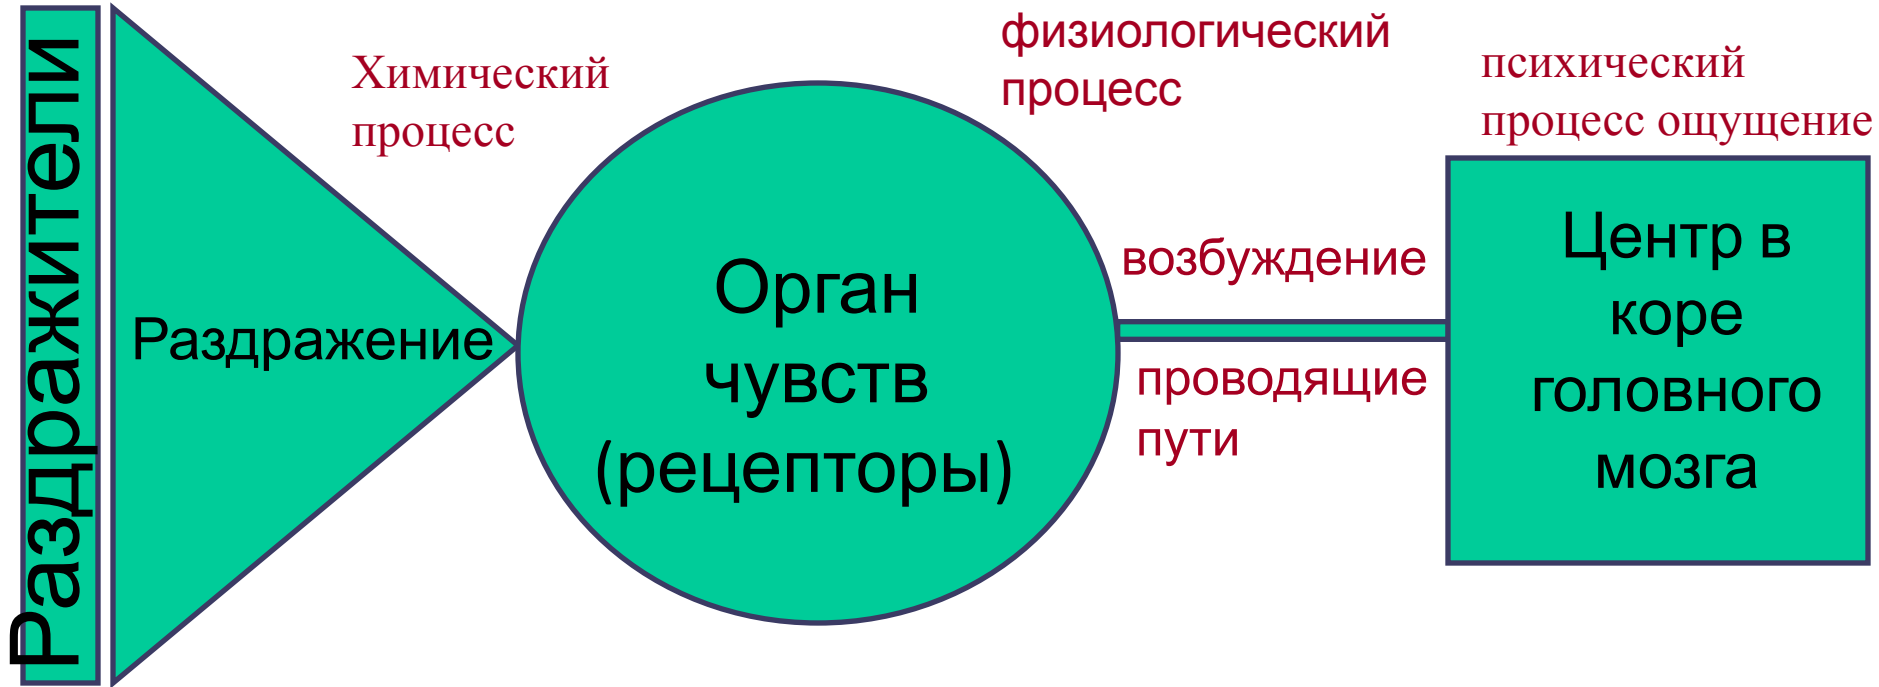 Раздражители
Раздражение
Химический
процесс
Орган
чувств
(рецепторы)
физиологический
процесс
возбуждение
проводящие
пути
психический
процесс ощущение
Центр в
коре
головного
мозга